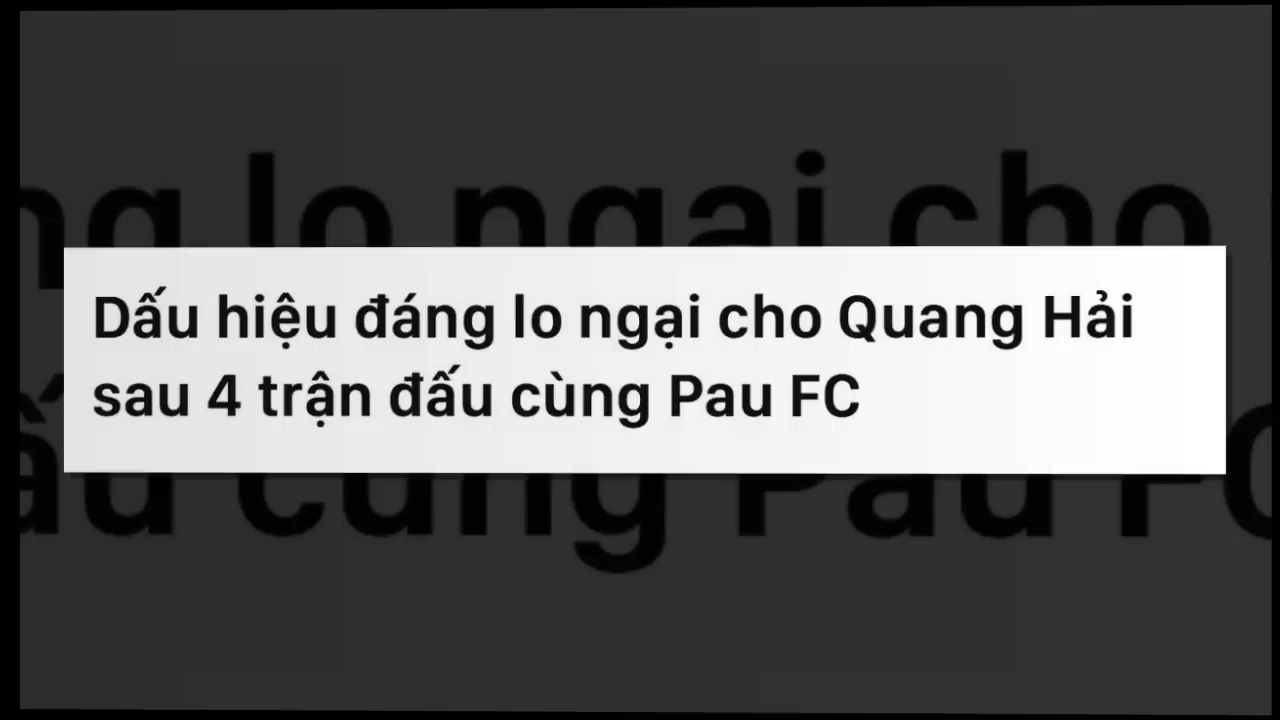 Dấu hiệu đáng lo ngại cho Quang Hải
sau 4 trận đấu cùng Pau FC